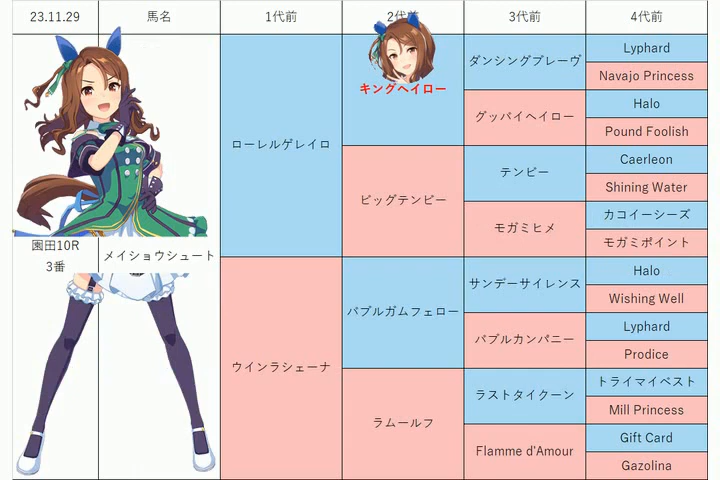 23.11.29 馬名 1代前 2代前 3代前 4代前
園田10R
3番
メイショウシュート
ローレルゲレイロ
ウインラシェーナ
キングヘイロー
ビッグテンビー
バブルガムフェロー
ラムールフ
ダンシングブレーヴ
グッバイヘイロー
テンビー
モガミヒメ
サンデーサイレンス
バブルカンパニー
ラストタイクーン
Flamme d'Amour
Lyphard
Navajo Princess
Halo
Pound Foolish
Caerleon
Shining Water
カコイーシーズ
モガミポイント
Halo
Wishing Well
Lyphard
Prodice
トライマイベスト
Mill Princess
Gift Card
Gazolina